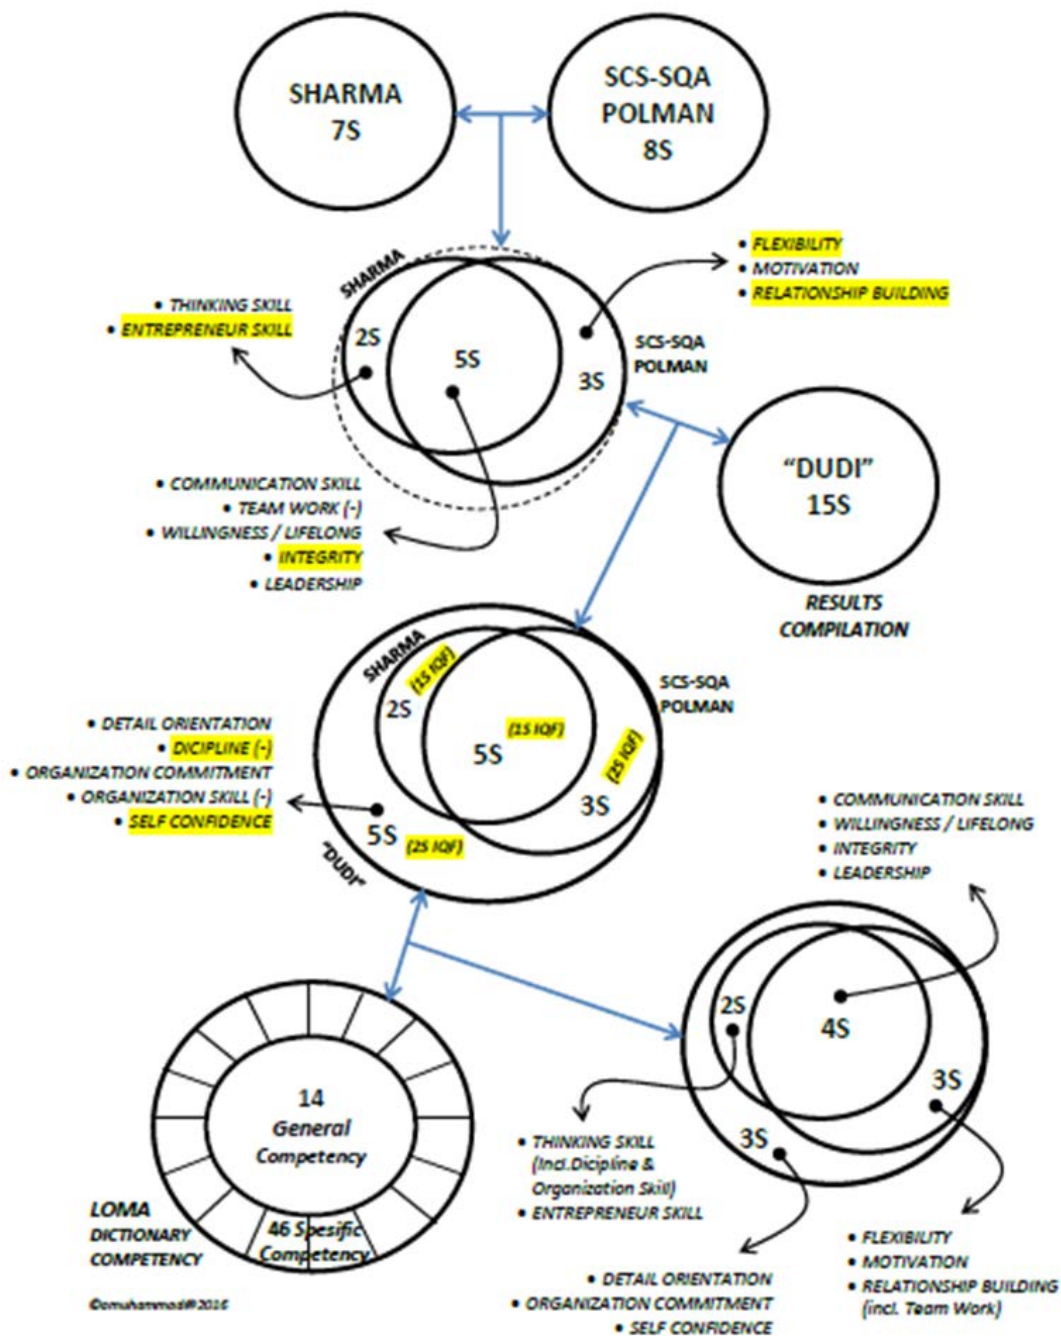 SHARMA
7S
SCS-SQA
POLMAN
8S
• FLEXIBILITY
• MOTIVATION
• RELATIONSHIP BUILDING
SHARMA
• THINKING SKILL
• ENTREPRENEUR SKILL
2S
5S
3S
SCS-SQA
POLMAN
"DUDI"
15S
RESULTS
COMPILATION
• COMMUNICATION SKILL
• TEAM WORK (-)
• WILLINGNESS / LIFELONG
• INTEGRITY
• LEADERSHIP
SHARMA
2S (1S IQF)
5S (1S IQF)
3S (2S IQF)
SCS-SQA
POLMAN
• DETAIL ORIENTATION
• DICIPLINE (-)
• ORGANIZATION COMMITMENT
• ORGANIZATION SKILL (-)
• SELF CONFIDENCE
5S (2S IQF)
"DUDI"
• COMMUNICATION SKILL
• WILLINGNESS / LIFELONG
• INTEGRITY
• LEADERSHIP
2S
4S
3S
3S
14
General
Competency
46 Spesific
Competency
LOMA
DICTIONARY
COMPETENCY
• THINKING SKILL
(Incl.Dicipline &
Organization Skill)
• ENTREPRENEUR SKILL
• FLEXIBILITY
• MOTIVATION
• RELATIONSHIP BUILDING
(incl. Team Work)
• DETAIL ORIENTATION
• ORGANIZATION COMMITMENT
• SELF CONFIDENCE